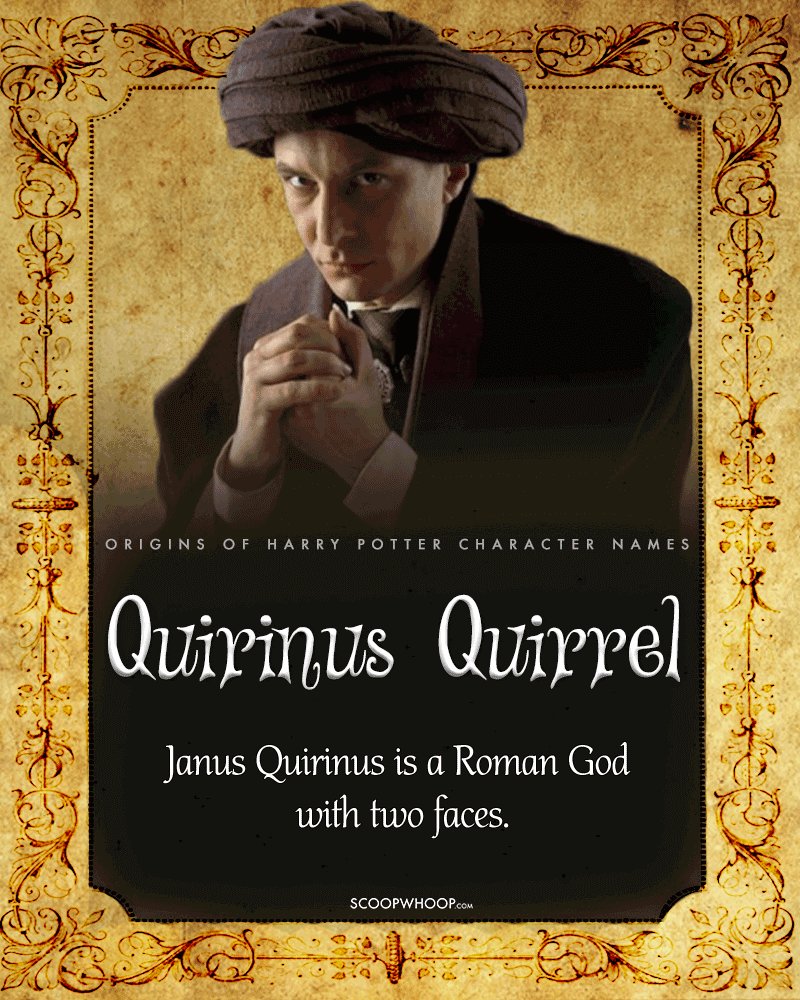 ORIGINS OF HARRY POTTER CHARACTER NAMES
Quirinus Quirrel
Janus Quirinus is a Roman God
with two faces.
SCOOPWHOOP.COM